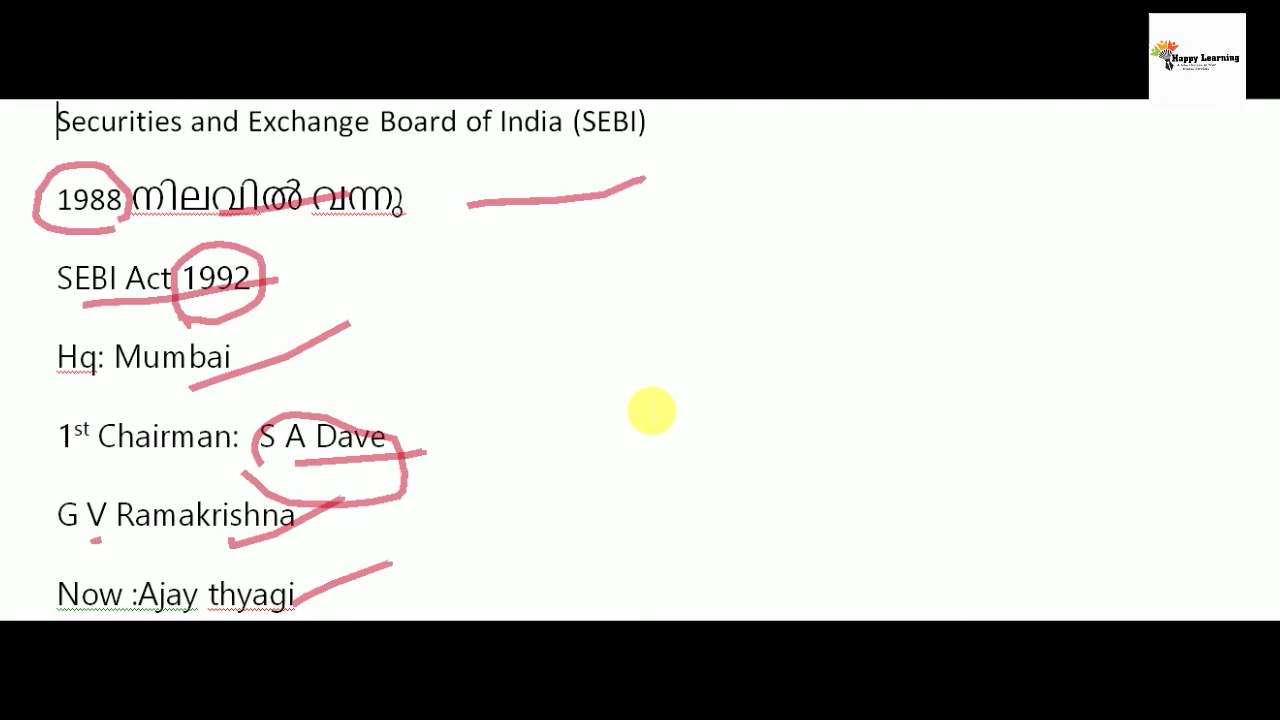 Happy Learning
Securities and Exchange Board of India (SEBI)
1988 നിലവിൽ വന്നു
SEBI Act 1992
Hq: Mumbai
1st Chairman: S A Dave
G V Ramakrishna
Now :Ajay thyagi